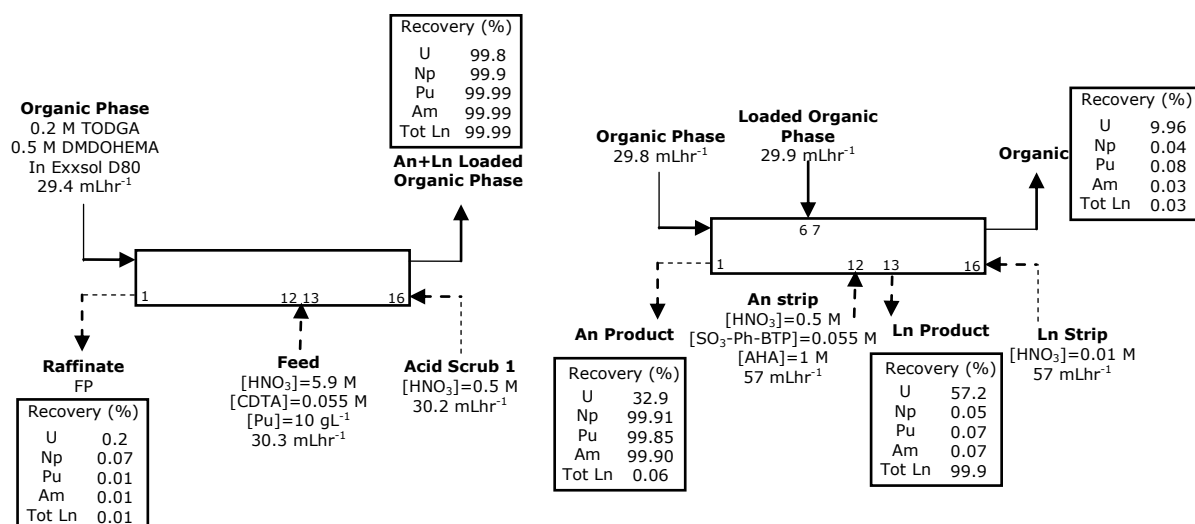 Recovery (%)
U 99.8
Np 99.9
Pu 99.99
Am 99.99
Tot Ln 99.99
An+Ln Loaded
Organic Phase
Organic Phase
0.2 M TODGA
0.5 M DMDOHEMA
In Exxsol D80
29.4 mLhr⁻¹
1
12 13
16
Raffinate
FP
Recovery (%)
U 0.2
Np 0.07
Pu 0.01
Am 0.01
Tot Ln 0.01
Feed
[HNO₃]=5.9 M
[CDTA]=0.055 M
[Pu]=10 gL⁻¹
30.3 mLhr⁻¹
Acid Scrub 1
[HNO₃]=0.5 M
30.2 mLhr⁻¹
Organic Phase
29.8 mLhr⁻¹
Loaded Organic
Phase
29.9 mLhr⁻¹
Organic
Recovery (%)
U 9.96
Np 0.04
Pu 0.08
Am 0.03
Tot Ln 0.03
6 7
1
12
13
16
An Product
Recovery (%)
U 32.9
Np 99.91
Pu 99.85
Am 99.90
Tot Ln 0.06
An strip
[HNO₃]=0.5 M
[SO₃-Ph-BTP]=0.055 M
[AHA]=1 M
57 mLhr⁻¹
Ln Product
Recovery (%)
U 57.2
Np 0.05
Pu 0.07
Am 0.07
Tot Ln 99.9
Ln Strip
[HNO₃]=0.01 M
57 mLhr⁻¹